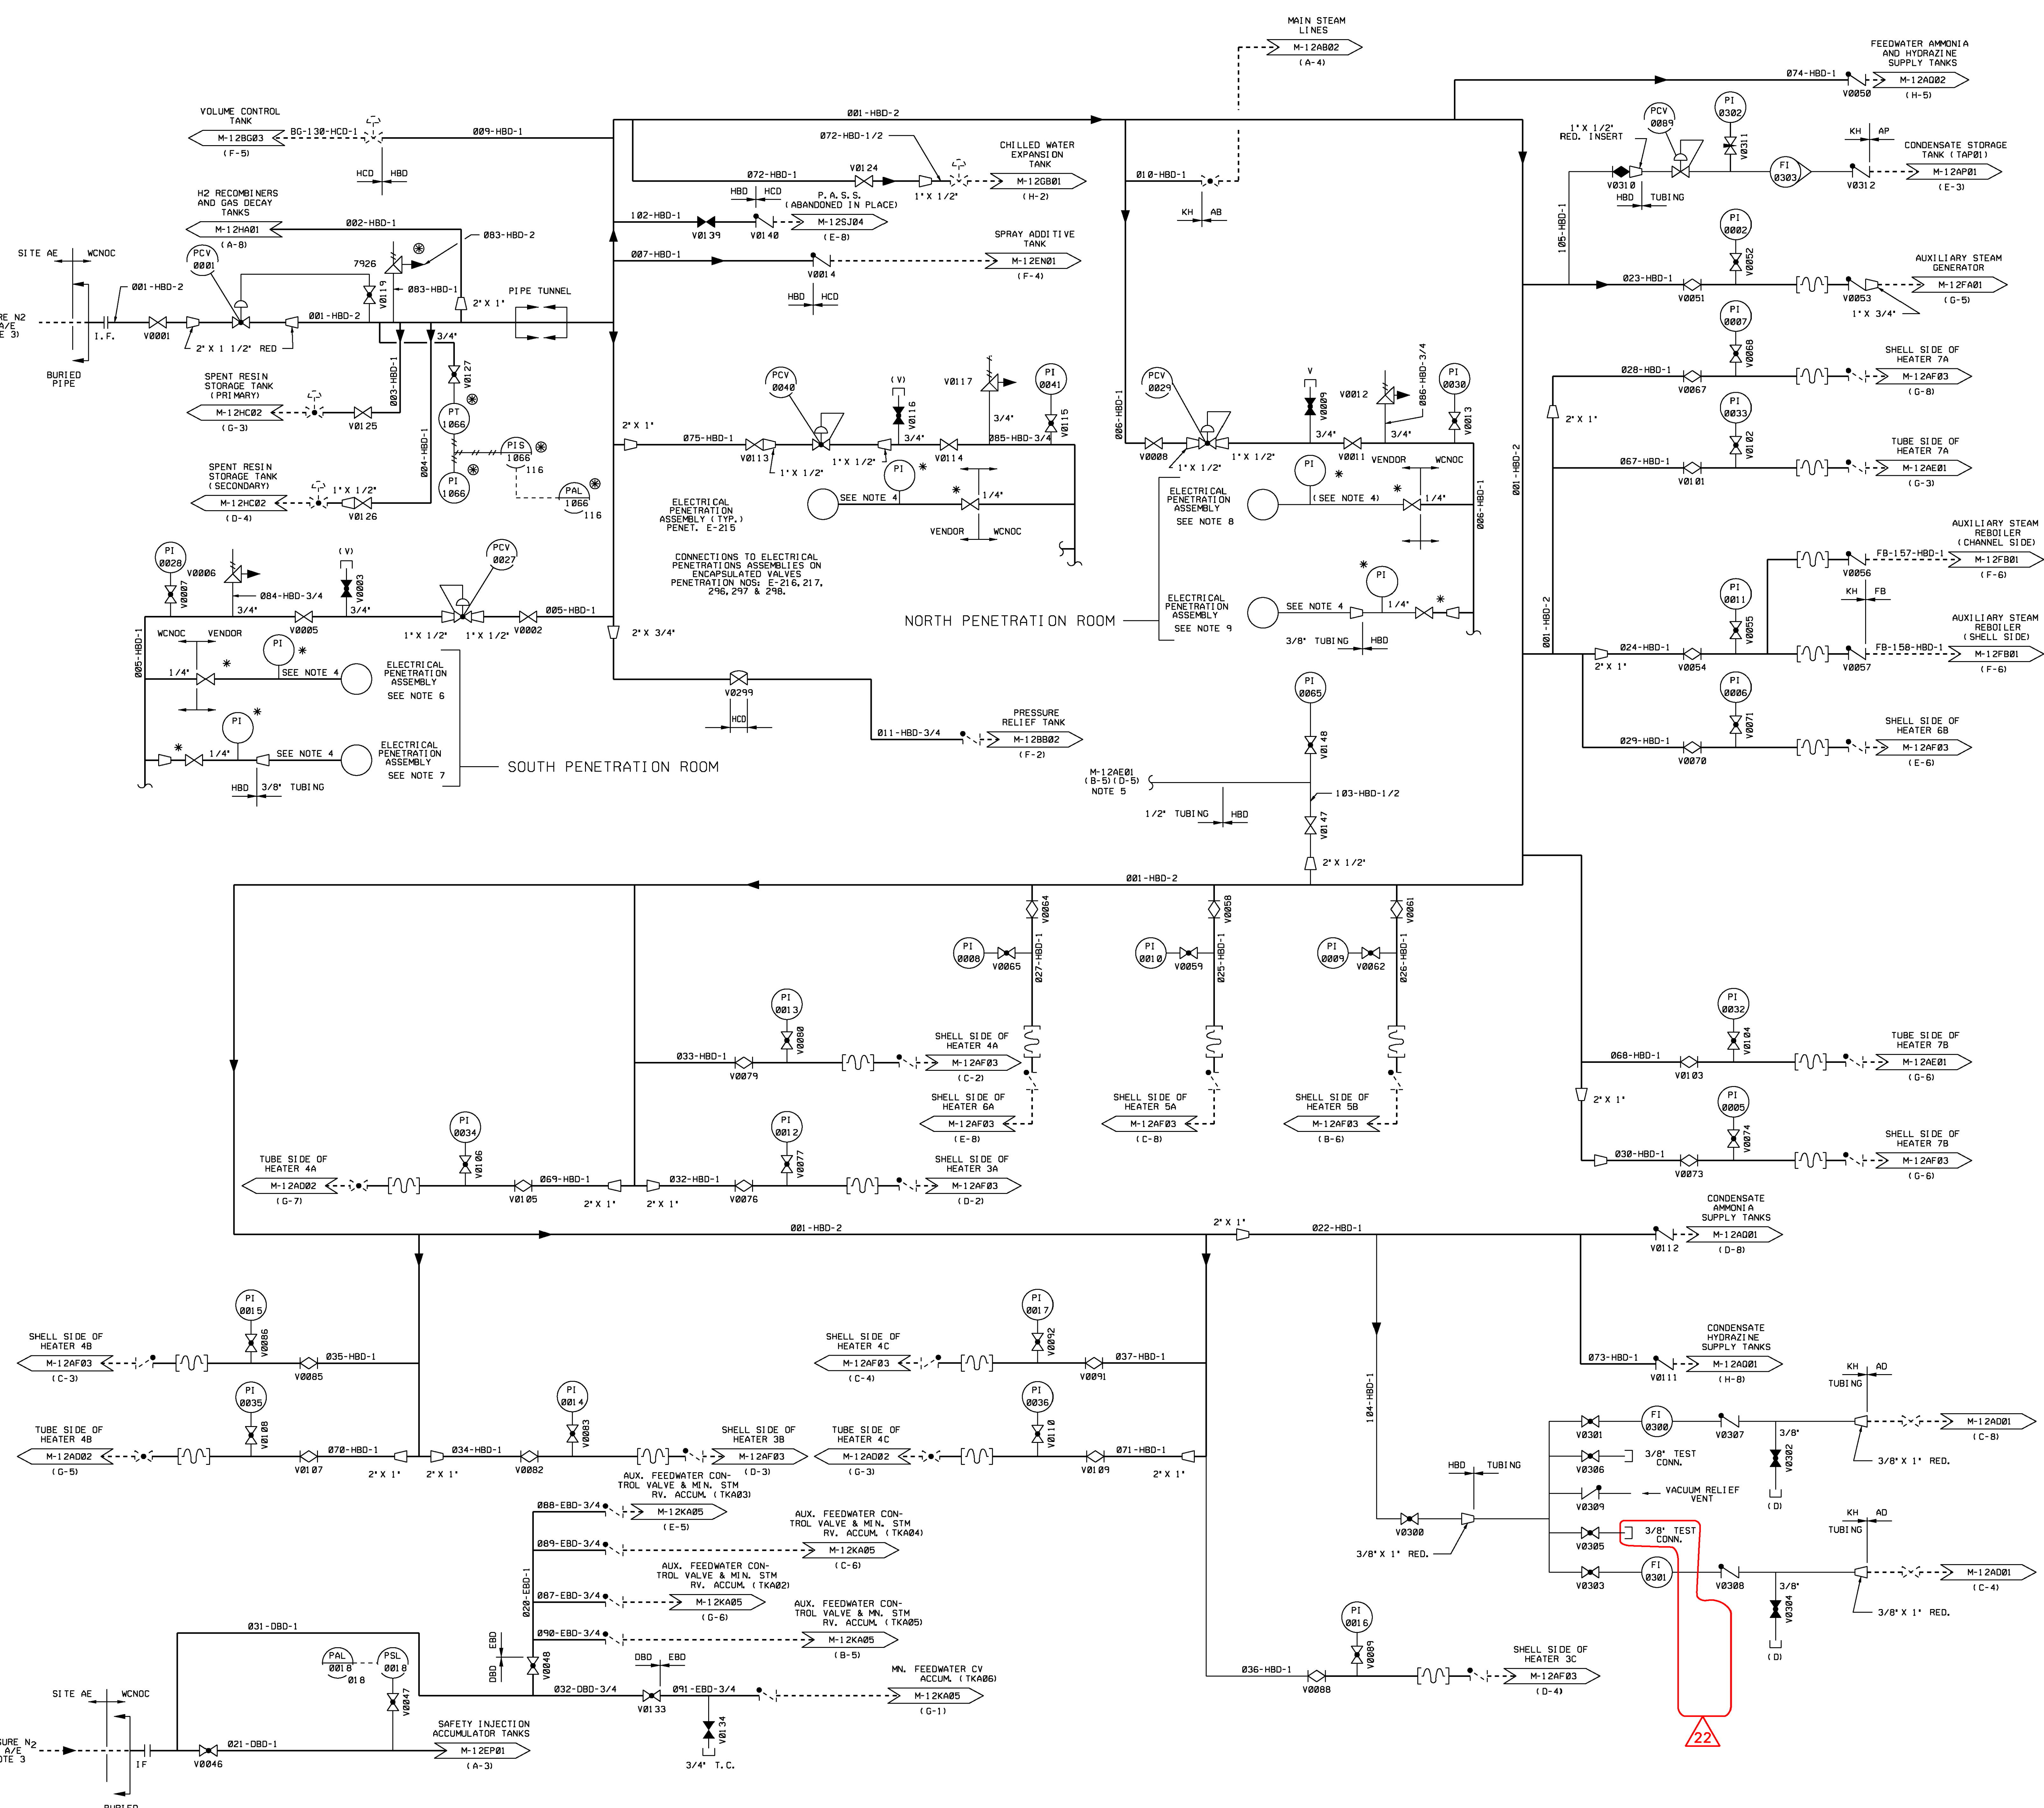 MAIN STEAM
LINES
M-12AB02
(A-4)
FEEDWATER AMMONIA
AND HYDRAZINE
SUPPLY TANKS
074-HBD-1
M-12AQ02
V0050
(H-5)
VOLUME CONTROL
TANK
M-12BG03
(F-5)
BG-130-HCD-1
009-HBD-1
HCD
HBD
001-HBD-2
072-HBD-1/2
CHILLED WATER
EXPANSION
TANK
V0124
072-HBD-1
M-12GB01
(H-2)
1" X 1/2"
HBD
HCD
P.A.S.S.
(ABANDONED IN PLACE)
102-HBD-1
M-12SJ04
V0139
V0140
(E-8)
SPRAY ADDITIVE
TANK
007-HBD-1
M-12EN01
V0014
(F-4)
HBD
HCD
010-HBD-1
KH
AB
PI
0302
V0311
PCV
0089
1" X 1/2"
RED. INSERT
KH
AP
CONDENSATE STORAGE
TANK (TAP01)
FI
0303
M-12AP01
V0310
V0312
(E-3)
HBD
TUBING
105-HBD-1
PI
0002
V0052
023-HBD-1
V0051
AUXILIARY STEAM
GENERATOR
M-12FA01
V0053
(G-5)
1" X 3/4"
PI
0007
V0068
028-HBD-1
V0067
SHELL SIDE OF
HEATER 7A
M-12AF03
(G-8)
2" X 1"
PI
0033
V0102
067-HBD-1
V0101
TUBE SIDE OF
HEATER 7A
M-12AE01
(G-3)
H2 RECOMBINERS
AND GAS DECAY
TANKS
M-12HA01
(A-8)
002-HBD-1
083-HBD-2
SITE AE
WCNOC
PCV
0001
7926
V0119
083-HBD-1
2" X 1"
PIPE TUNNEL
001-HBD-2
001-HBD-2
RE N2
A/E
E 3)
I.F.
V0001
2" X 1 1/2" RED
3/4"
BURIED
PIPE
SPENT RESIN
STORAGE TANK
(PRIMARY)
M-12HC02
(G-3)
V0125
003-HBD-1
V0127
PT
1066
PIS
1066
116
PI
1066
PAL
1066
116
004-HBD-1
SPENT RESIN
STORAGE TANK
(SECONDARY)
M-12HC02
(D-4)
1" X 1/2"
V0126
2" X 1"
075-HBD-1
V0113
1" X 1/2"
PCV
0040
1" X 1/2"
(V)
V0116
3/4"
V0114
V0117
3/4"
085-HBD-3/4
PI
0041
V0115
PI
*
SEE NOTE 4
*
1/4"
ELECTRICAL
PENETRATION
ASSEMBLY (TYP.)
PENET. E-215
VENDOR
WCNOC
CONNECTIONS TO ELECTRICAL
PENETRATIONS ASSEMBLIES ON
ENCAPSULATED VALVES
PENETRATION NOS: E-216,217,
296,297 & 298.
006-HBD-1
PCV
0029
V0008
1" X 1/2"
1" X 1/2"
V
V0009
3/4"
V0011
V0012
086-HBD-3/4
3/4"
PI
0030
V0013
006-HBD-1
VENDOR
WCNOC
ELECTRICAL
PENETRATION
ASSEMBLY
SEE NOTE 8
PI
*
(SEE NOTE 4)
*
1/4"
ELECTRICAL
PENETRATION
ASSEMBLY
SEE NOTE 9
*
PI
SEE NOTE 4
1/4"
*
3/8" TUBING
HBD
NORTH PENETRATION ROOM
001-HBD-2
001-HBD-2
AUXILIARY STEAM
REBOILER
(CHANNEL SIDE)
FB-157-HBD-1
M-12FB01
V0056
(F-6)
PI
0011
V0055
KH
FB
AUXILIARY STEAM
REBOILER
(SHELL SIDE)
024-HBD-1
2" X 1"
V0054
V0057
FB-158-HBD-1
M-12FB01
(F-6)
PI
0006
V0071
029-HBD-1
V0070
SHELL SIDE OF
HEATER 6B
M-12AF03
(E-6)
PI
0028
V0007
V0006
084-HBD-3/4
3/4"
V0005
(V)
V0003
3/4"
PCV
0027
1" X 1/2"
1" X 1/2"
V0002
005-HBD-1
005-HBD-1
WCNOC
VENDOR
1/4"
*
PI
*
SEE NOTE 4
ELECTRICAL
PENETRATION
ASSEMBLY
SEE NOTE 6
*
1/4"
PI
*
SEE NOTE 4
ELECTRICAL
PENETRATION
ASSEMBLY
SEE NOTE 7
HBD
3/8" TUBING
SOUTH PENETRATION ROOM
2" X 3/4"
V0299
HCD
011-HBD-3/4
PRESSURE
RELIEF TANK
M-12BB02
(F-2)
PI
0065
V0148
M-12AE01
(B-5)(D-5)
NOTE 5
103-HBD-1/2
1/2" TUBING
HBD
V0147
2" X 1/2"
001-HBD-2
V0064
PI
0008
V0065
027-HBD-1
V0058
PI
0010
V0059
025-HBD-1
V0061
PI
0009
V0062
026-HBD-1
PI
0013
V0080
033-HBD-1
V0079
SHELL SIDE OF
HEATER 4A
M-12AF03
(C-2)
SHELL SIDE OF
HEATER 6A
M-12AF03
(E-8)
SHELL SIDE OF
HEATER 5A
M-12AF03
(C-8)
SHELL SIDE OF
HEATER 5B
M-12AF03
(B-6)
PI
0032
V0104
068-HBD-1
V0103
TUBE SIDE OF
HEATER 7B
M-12AE01
(G-6)
2" X 1"
PI
0005
V0074
030-HBD-1
V0073
SHELL SIDE OF
HEATER 7B
M-12AF03
(G-6)
TUBE SIDE OF
HEATER 4A
M-12AD02
(G-7)
PI
0034
V0106
V0105
069-HBD-1
2" X 1"
2" X 1"
032-HBD-1
V0076
PI
0012
V0077
SHELL SIDE OF
HEATER 3A
M-12AF03
(D-2)
001-HBD-2
2" X 1"
022-HBD-1
CONDENSATE
AMMONIA
SUPPLY TANKS
M-12AQ01
V0112
(D-8)
PI
0015
V0086
SHELL SIDE OF
HEATER 4B
M-12AF03
(C-3)
035-HBD-1
V0085
PI
0035
V0108
TUBE SIDE OF
HEATER 4B
M-12AD02
(G-5)
070-HBD-1
V0107
2" X 1"
2" X 1"
034-HBD-1
V0082
PI
0014
V0083
SHELL SIDE OF
HEATER 3B
M-12AF03
(D-3)
PI
0017
V0092
SHELL SIDE OF
HEATER 4C
M-12AF03
(C-4)
037-HBD-1
V0091
PI
0036
V0110
TUBE SIDE OF
HEATER 4C
M-12AD02
(G-3)
071-HBD-1
V0109
2" X 1"
104-HBD-1
CONDENSATE
HYDRAZINE
SUPPLY TANKS
073-HBD-1
M-12AQ01
V0111
(H-8)
KH
AD
TUBING
V0301
FI
0300
V0307
3/8"
V0302
(D)
M-12AD01
(C-8)
3/8" X 1" RED.
V0306
3/8" TEST
CONN.
V0309
VACUUM RELIEF
VENT
HBD
TUBING
V0300
3/8" X 1" RED.
V0305
3/8" TEST
CONN.
KH
AD
TUBING
V0303
FI
0301
V0308
3/8"
V0304
(D)
M-12AD01
(C-4)
3/8" X 1" RED.
22
AUX. FEEDWATER CON-
TROL VALVE & MIN. STM
RV. ACCUM. (TKA03)
088-EBD-3/4
M-12KA05
(E-5)
AUX. FEEDWATER CON-
TROL VALVE & MIN. STM
RV. ACCUM. (TKA04)
089-EBD-3/4
M-12KA05
(C-6)
AUX. FEEDWATER CON-
TROL VALVE & MIN. STM
RV. ACCUM. (TKA02)
087-EBD-3/4
M-12KA05
(G-6)
AUX. FEEDWATER CON-
TROL VALVE & MN. STM
RV. ACCUM. (TKA05)
090-EBD-3/4
M-12KA05
(B-5)
020-EBD-1
DBD
EBD
V0048
031-DBD-1
PAL
0018
018
PSL
0018
V0047
DBD
EBD
032-DBD-3/4
V0133
091-EBD-3/4
MN. FEEDWATER CV
ACCUM. (TKA06)
M-12KA05
(G-1)
V0134
3/4" T.C.
SITE AE
WCNOC
SURE N2
A/E
OTE 3
IF
V0046
021-DBD-1
SAFETY INJECTION
ACCUMULATOR TANKS
M-12EP01
(A-3)
036-HBD-1
V0088
PI
0016
V0089
SHELL SIDE OF
HEATER 3C
M-12AF03
(D-4)